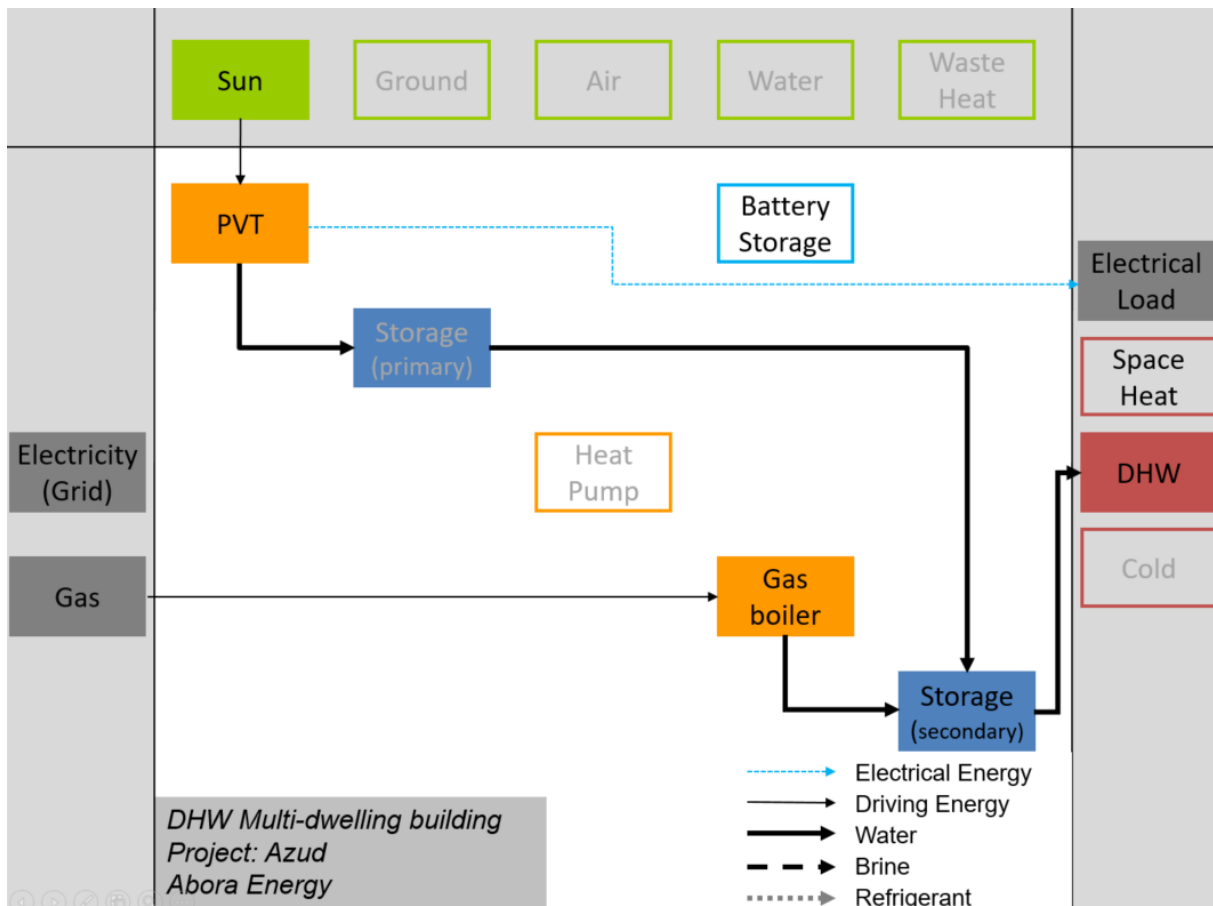 Sun
Ground
Air
Water
Waste
Heat
PVT
Battery
Storage
Electrical
Load
Storage
(primary)
Space
Heat
Electricity
(Grid)
Heat
Pump
DHW
Gas
Gas
boiler
Cold
Storage
(secondary)
Electrical Energy
Driving Energy
Water
Brine
Refrigerant
DHW Multi-dwelling building
Project: Azud
Abora Energy